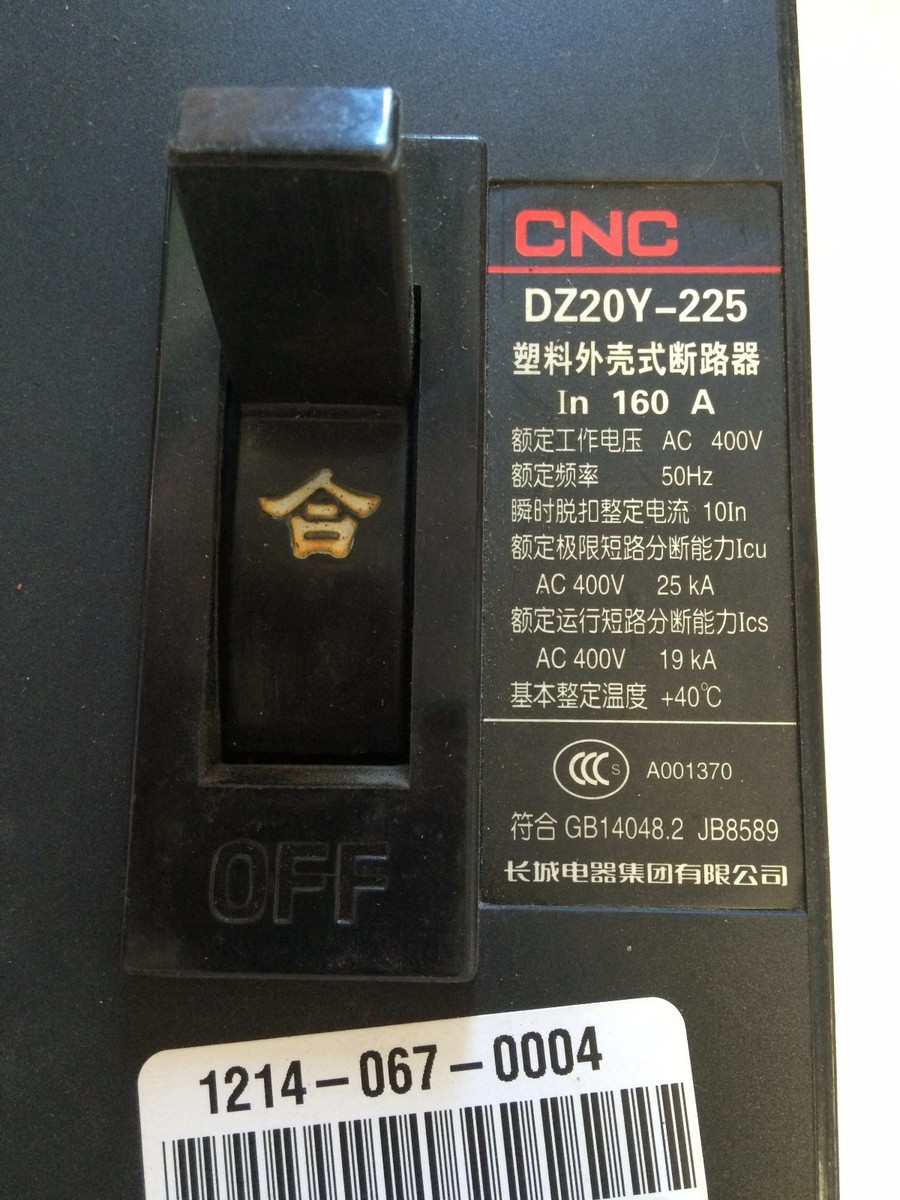 CNC
DZ20Y-225
塑料外壳式断路器
In 160 A
额定工作电压 AC 400V
额定频率 50Hz
瞬时脱扣整定电流 10In
额定极限短路分断能力Icu
AC 400V 25 kA
额定运行短路分断能力Ics
AC 400V 19 kA
基本整定温度 +40℃
CCC S A001370
符合 GB14048.2 JB8589
长城电器集团有限公司
合
OFF
1214-067-0004